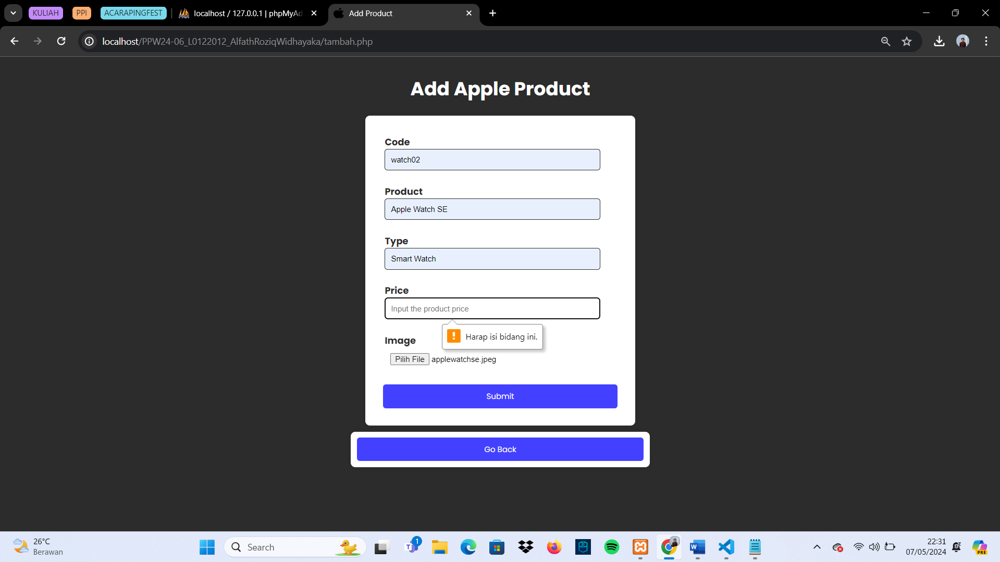 KULIAH
PPI
ACARAPINGFEST
localhost / 127.0.0.1 | phpMyAd
Add Product
localhost/PPW24-06_L0122012_AlfathRoziqWidhayaka/tambah.php
Add Apple Product
Code
watch02
Product
Apple Watch SE
Type
Smart Watch
Price
Input the product price
Harap isi bidang ini.
Image
Pilih File applewatchse.jpeg
Submit
Go Back
26°C
Berawan
Search
1
22:31
07/05/2024
PRE